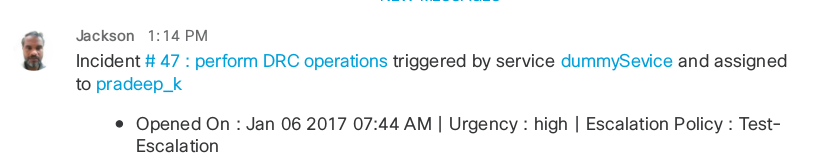 Jackson 1:14 PM
Incident # 47 : perform DRC operations triggered by service dummySevice and assigned
to pradeep_k
• Opened On : Jan 06 2017 07:44 AM | Urgency : high | Escalation Policy : Test-
Escalation